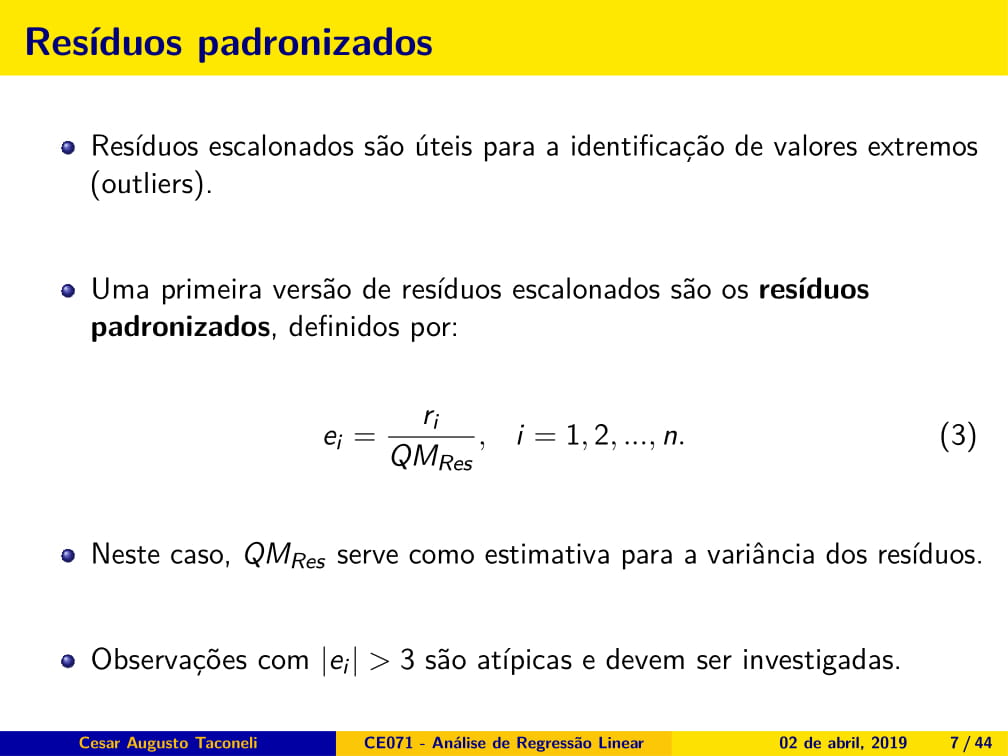 Resíduos padronizados
Resíduos escalonados são úteis para a identificação de valores extremos
(outliers).
Uma primeira versão de resíduos escalonados são os resíduos
padronizados, definidos por:
e_i = \frac{r_i}{QM_{Res}}, i = 1, 2, ..., n. (3)
Neste caso, QM_{Res} serve como estimativa para a variância dos resíduos.
Observações com |e_i| > 3 são atípicas e devem ser investigadas.
Cesar Augusto Taconeli CE071 - Análise de Regressão Linear 02 de abril, 2019 7 / 44